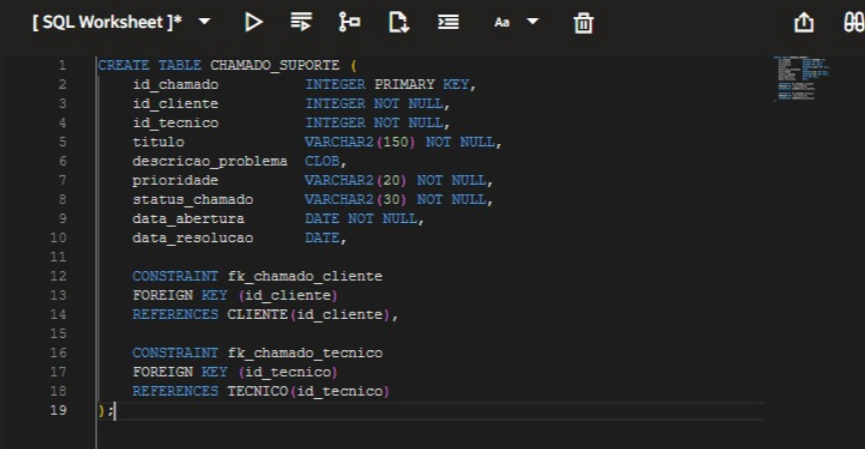 [ SQL Worksheet ]*
Aa
1 CREATE TABLE CHAMADO_SUPORTE (
2     id_chamado           INTEGER PRIMARY KEY,
3     id_cliente           INTEGER NOT NULL,
4     id_tecnico           INTEGER NOT NULL,
5     titulo               VARCHAR2(150) NOT NULL,
6     descricao_problema   CLOB,
7     prioridade           VARCHAR2(20) NOT NULL,
8     status_chamado       VARCHAR2(30) NOT NULL,
9     data_abertura        DATE NOT NULL,
10     data_resolucao       DATE,
11
12     CONSTRAINT fk_chamado_cliente
13     FOREIGN KEY (id_cliente)
14     REFERENCES CLIENTE(id_cliente),
15
16     CONSTRAINT fk_chamado_tecnico
17     FOREIGN KEY (id_tecnico)
18     REFERENCES TECNICO(id_tecnico)
19 );